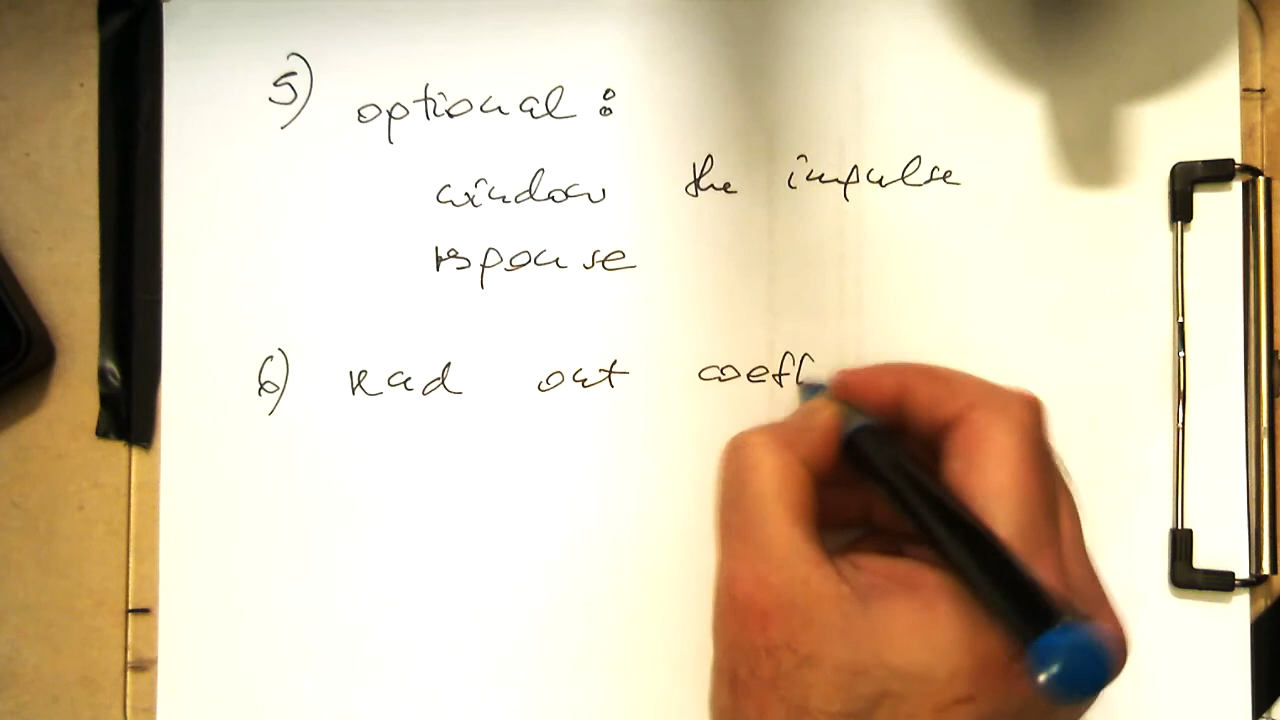 5) optional:
window the impulse
response
6) read out coeff